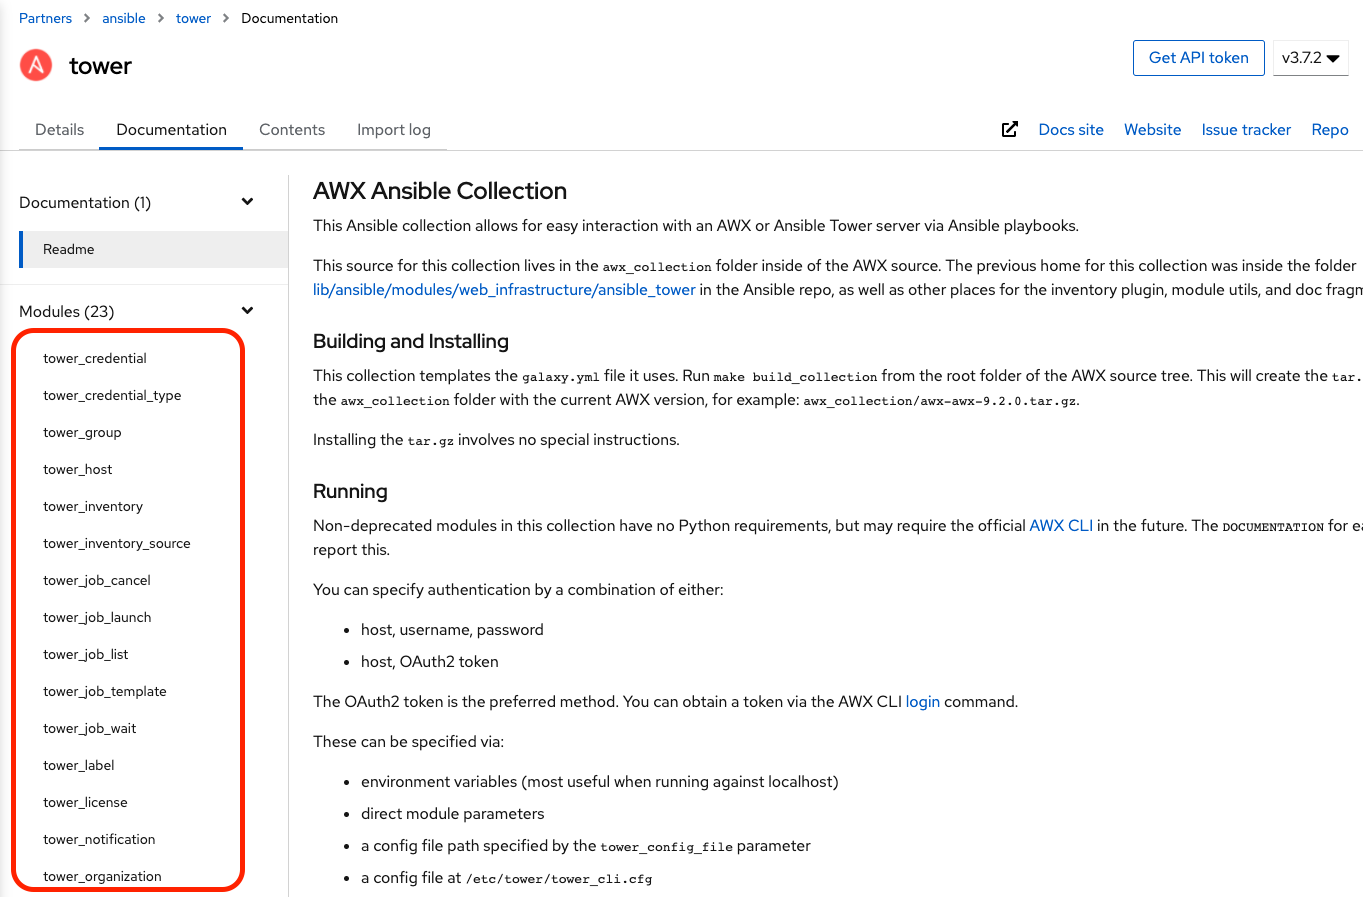 Partners > ansible > tower > Documentation
tower
Get API token
v3.7.2
Details Documentation Contents Import log
Docs site Website Issue tracker Repo
Documentation (1)
Readme
Modules (23)
tower_credential
tower_credential_type
tower_group
tower_host
tower_inventory
tower_inventory_source
tower_job_cancel
tower_job_launch
tower_job_list
tower_job_template
tower_job_wait
tower_label
tower_license
tower_notification
tower_organization
AWX Ansible Collection
This Ansible collection allows for easy interaction with an AWX or Ansible Tower server via Ansible playbooks.
This source for this collection lives in the awx_collection folder inside of the AWX source. The previous home for this collection was inside the folder
lib/ansible/modules/web_infrastructure/ansible_tower in the Ansible repo, as well as other places for the inventory plugin, module utils, and doc fragm
Building and Installing
This collection templates the galaxy.yml file it uses. Run make build_collection from the root folder of the AWX source tree. This will create the tar.
the awx_collection folder with the current AWX version, for example: awx_collection/awx-awx-9.2.0.tar.gz.
Installing the tar.gz involves no special instructions.
Running
Non-deprecated modules in this collection have no Python requirements, but may require the official AWX CLI in the future. The DOCUMENTATION for ea
report this.
You can specify authentication by a combination of either:
• host, username, password
• host, OAuth2 token
The OAuth2 token is the preferred method. You can obtain a token via the AWX CLI login command.
These can be specified via:
• environment variables (most useful when running against localhost)
• direct module parameters
• a config file path specified by the tower_config_file parameter
• a config file at /etc/tower/tower_cli.cfg